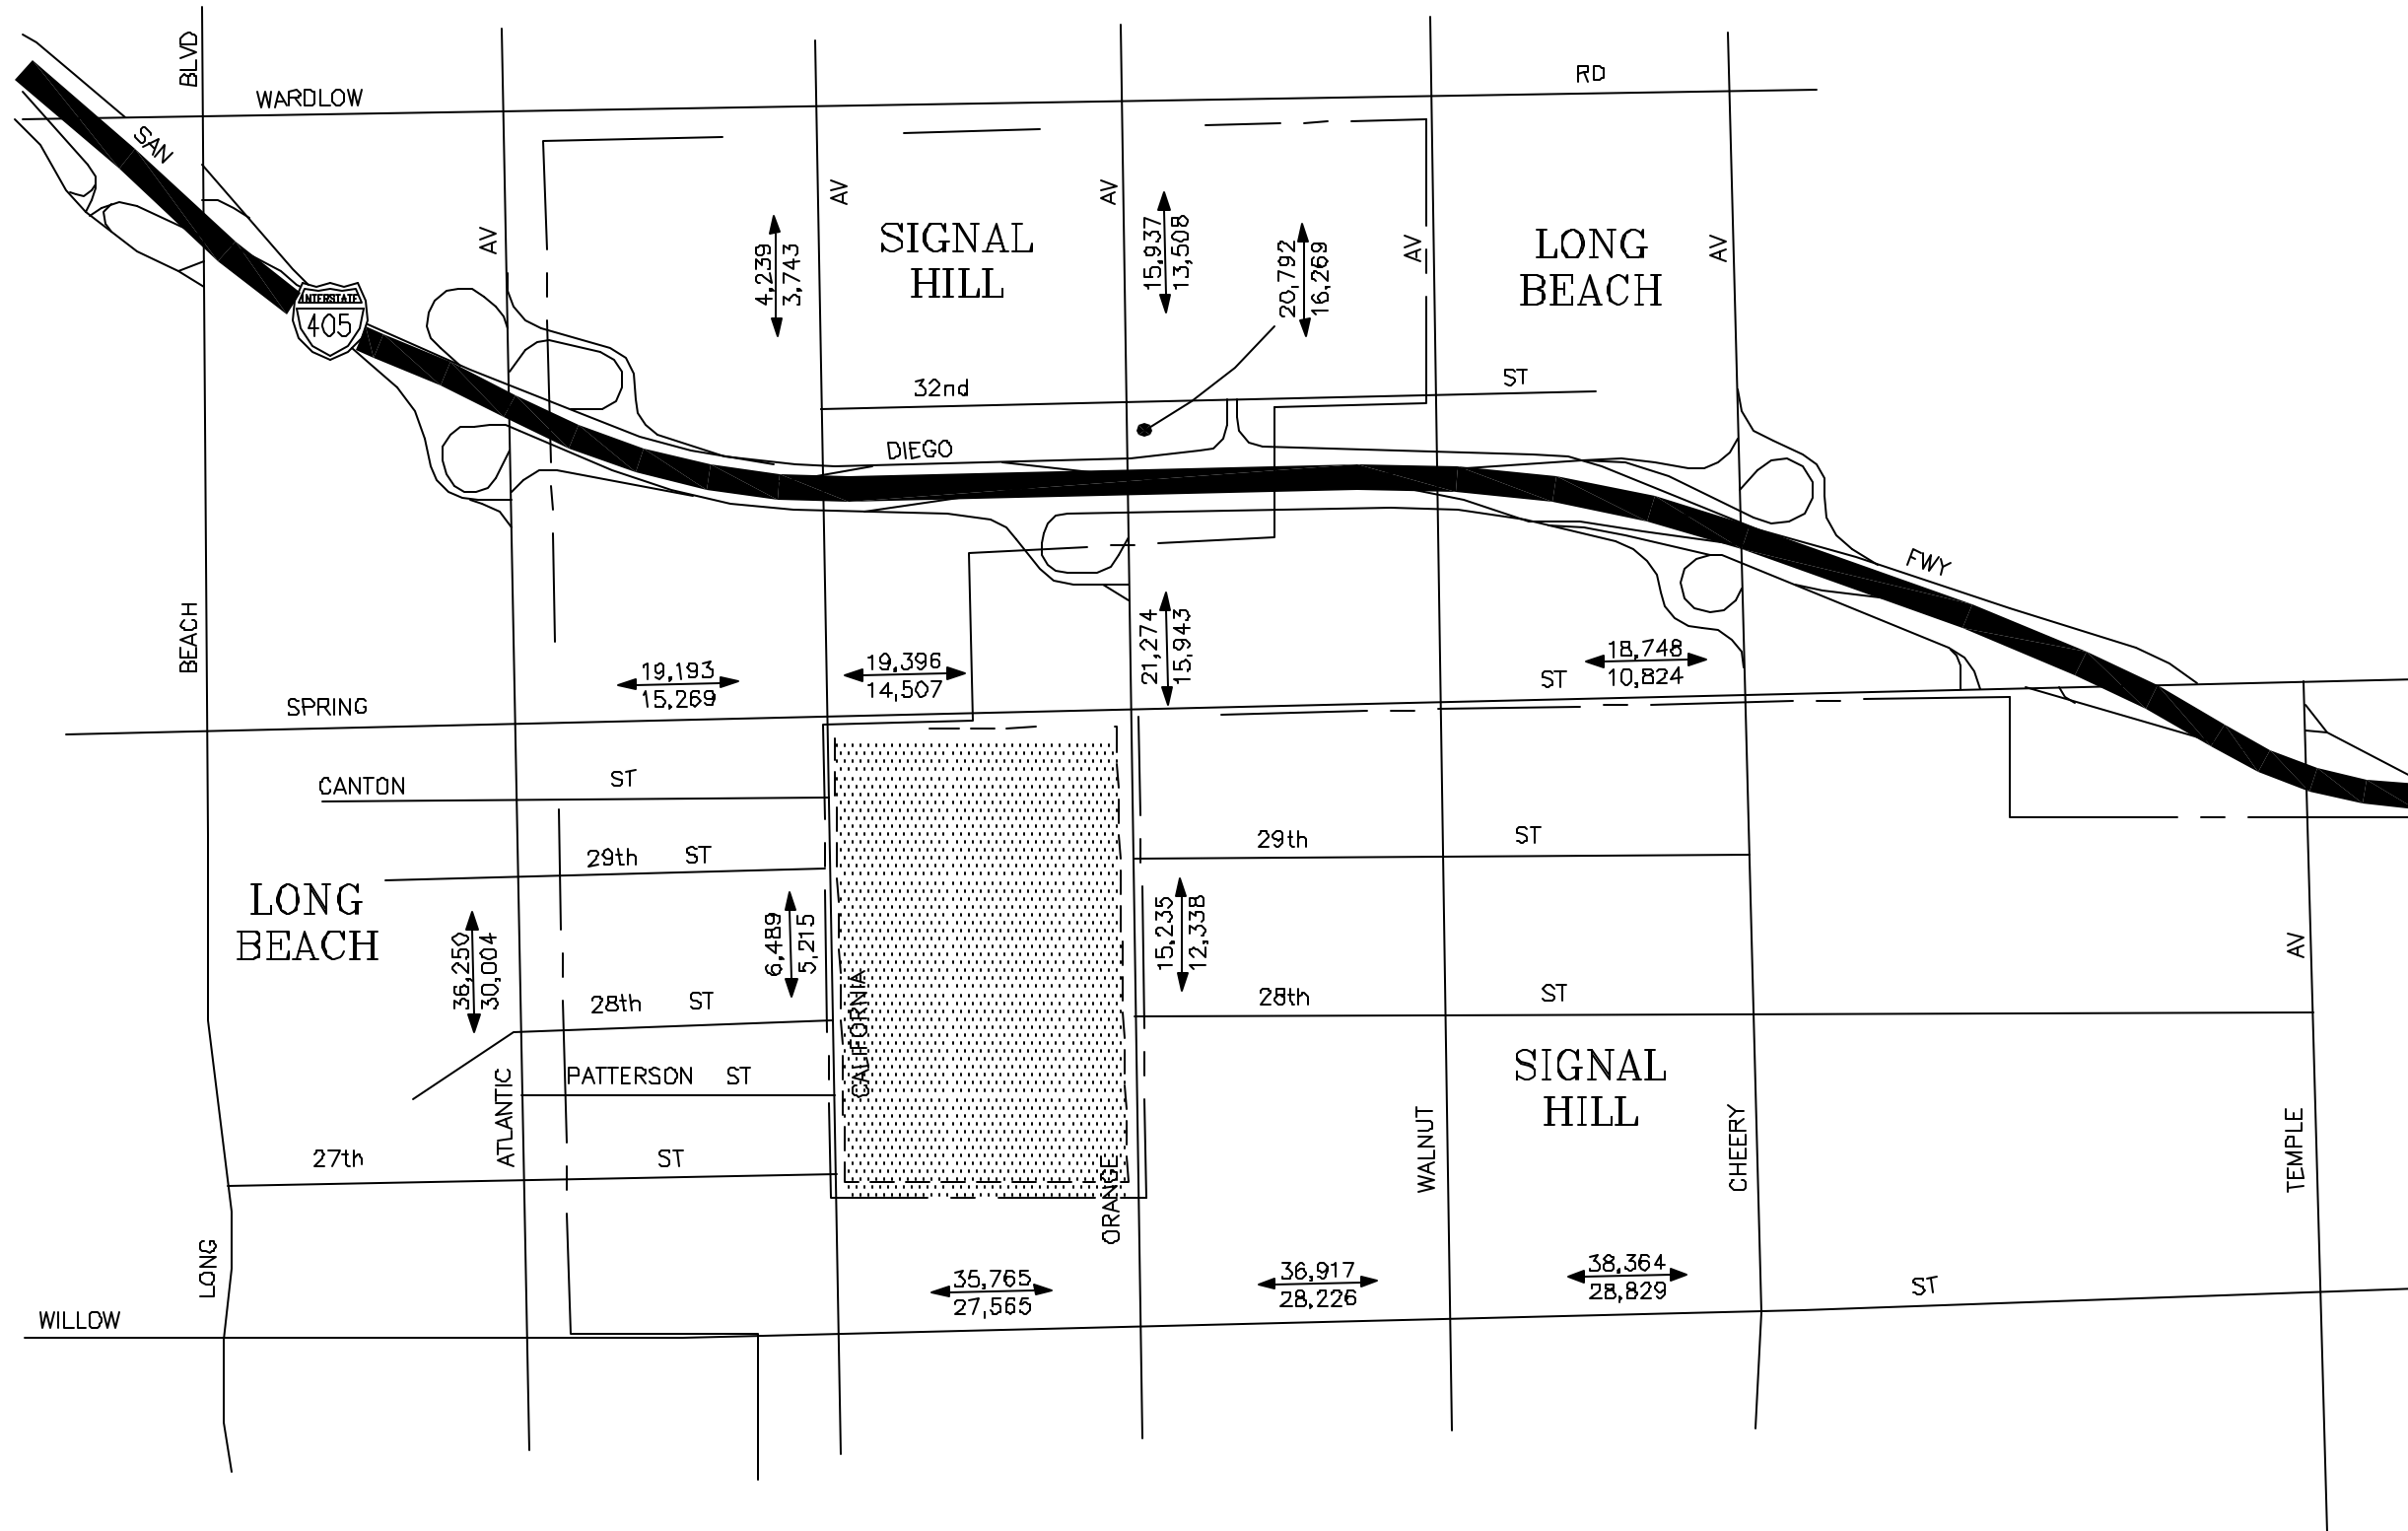 BLVD
WARDLOW
RD
SAN
AV
AV
AV
AV
AV
SIGNAL
HILL
4,239
3,743
15,937
13,508
20,792
16,269
LONG
BEACH
INTERSTATE
405
32nd
ST
DIEGO
FWY
BEACH
19,193
15,269
19,396
14,507
21,274
15,943
18,748
10,824
SPRING
ST
CANTON
ST
29th
ST
29th
ST
LONG
BEACH
36,250
30,004
6,489
5,215
15,235
12,338
AV
28th
ST
28th
ST
CALIFORNIA
PATTERSON
ST
SIGNAL
HILL
ATLANTIC
WALNUT
CHEERY
TEMPLE
27th
ST
ORANGE
LONG
35,765
27,565
36,917
28,226
38,364
28,829
WILLOW
ST